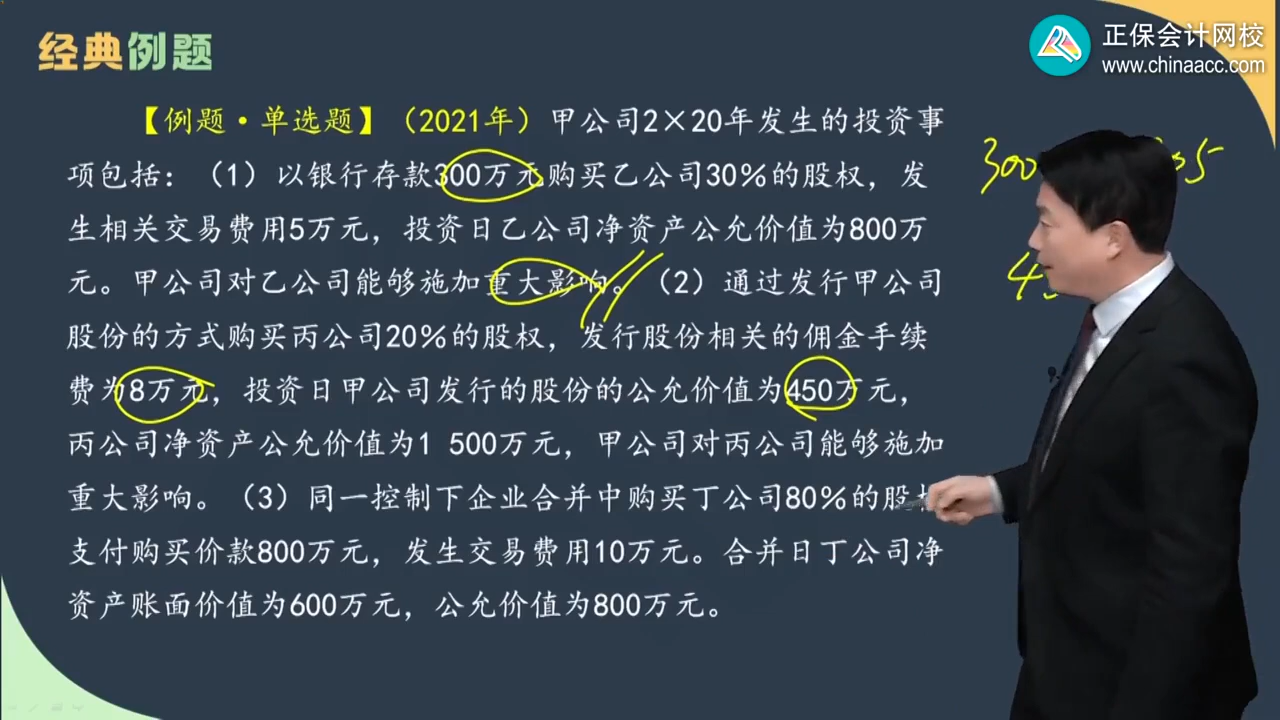 经典例题
正保会计网校
www.chinaacc.com
【例题·单选题】（2021年）甲公司2×20年发生的投资事
项包括：（1）以银行存款300万元购买乙公司30%的股权，发
生相关交易费用5万元，投资日乙公司净资产公允价值为800万
元。甲公司对乙公司能够施加重大影响。（2）通过发行甲公司
股份的方式购买丙公司20%的股权，发行股份相关的佣金手续
费为8万元，投资日甲公司发行的股份的公允价值为450万元，
丙公司净资产公允价值为1 500万元，甲公司对丙公司能够施加
重大影响。（3）同一控制下企业合并中购买丁公司80%的股
支付购买价款800万元，发生交易费用10万元。合并日丁公司净
资产账面价值为600万元，公允价值为800万元。
300